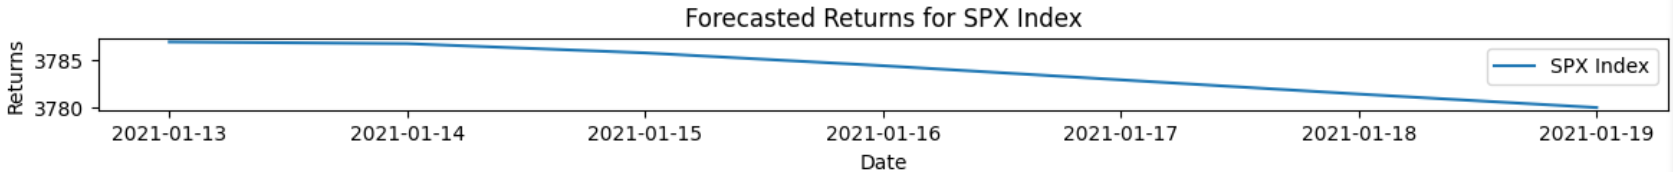 Forecasted Returns for SPX Index
Returns
3785
3780
SPX Index
2021-01-13 2021-01-14 2021-01-15 2021-01-16 2021-01-17 2021-01-18 2021-01-19
Date